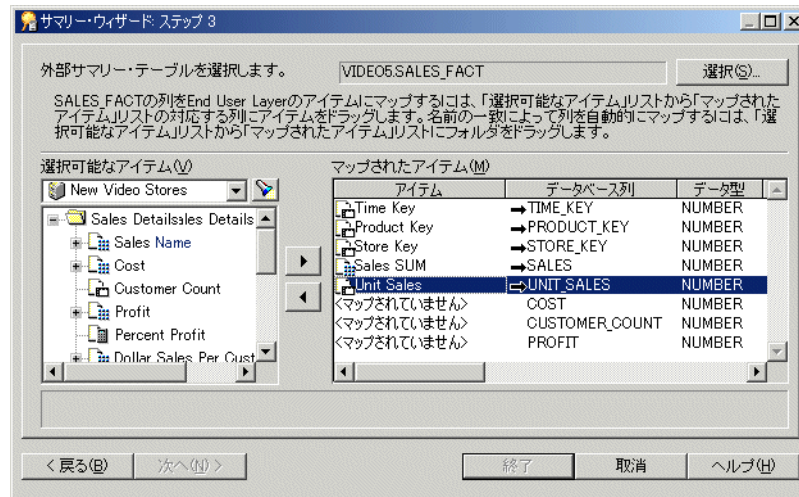 サマリー・ウィザード: ステップ 3
外部サマリー・テーブルを選択します。 VIDEO5.SALES_FACT 選択(S)...
SALES_FACTの列をEnd User Layerのアイテムにマップするには、「選択可能なアイテム」リストから「マップされた
アイテム」リストの対応する列にアイテムをドラッグします。名前の一致によって列を自動的にマップするには、「選
択可能なアイテム」リストから「マップされたアイテム」リストにフォルダをドラッグします。
選択可能なアイテム(V)
New Video Stores
Sales Detailsales Details
Sales Name
Cost
Customer Count
Profit
Percent Profit
Dollar Sales Per Cust
マップされたアイテム(M)
アイテム データベース列 データ型
Time Key →TIME_KEY NUMBER
Product Key →PRODUCT_KEY NUMBER
Store Key →STORE_KEY NUMBER
Sales SUM →SALES NUMBER
Unit Sales →UNIT_SALES NUMBER
<マップされていません> COST NUMBER
<マップされていません> CUSTOMER_COUNT NUMBER
<マップされていません> PROFIT NUMBER
< 戻る(B) 次へ(N) > 終了 取消 ヘルプ(H)